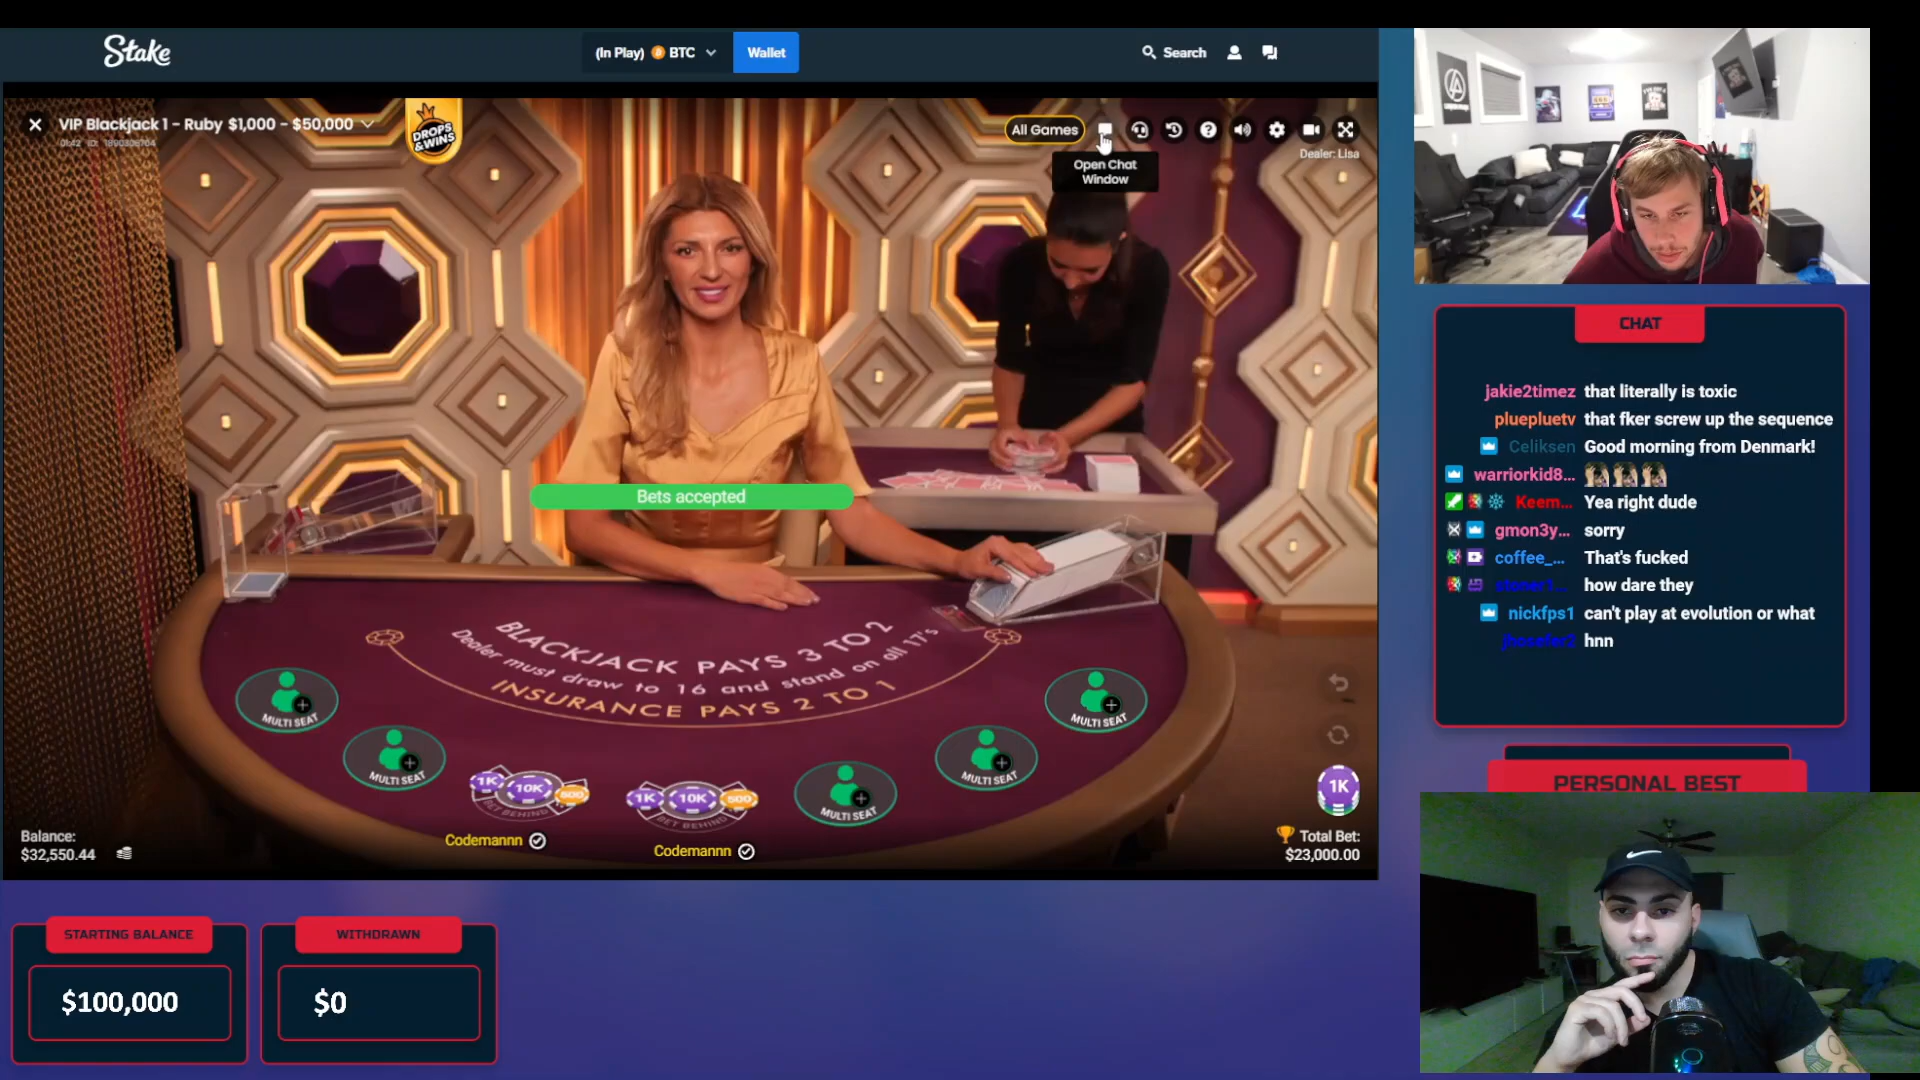 Stake
(In Play) BTC
Wallet
Search
VIP Blackjack 1 - Ruby $1,000 - $50,000
DROPS
&WINS
All Games
Dealer: Lisa
Open Chat
Window
Bets accepted
BLACKJACK PAYS 3 TO 2
Dealer must draw to 16 and stand on all 17's
INSURANCE PAYS 2 TO 1
MULTI SEAT
MULTI SEAT
MULTI SEAT
MULTI SEAT
MULTI SEAT
1K
10K
500
BET BEHIND
1K
10K
500
BET BEHIND
1K
Codemannn
Codemannn
Balance:
$32,550.44
Total Bet:
$23,000.00
STARTING BALANCE
$100,000
WITHDRAWN
$0
CHAT
jakie2timez that literally is toxic
pluepluetv that fker screw up the sequence
Celiksen Good morning from Denmark!
warriorkid8...
Keem... Yea right dude
gmon3y... sorry
coffee_... That's fucked
how dare they
nickfps1 can't play at evolution or what
hnn
PERSONAL BEST